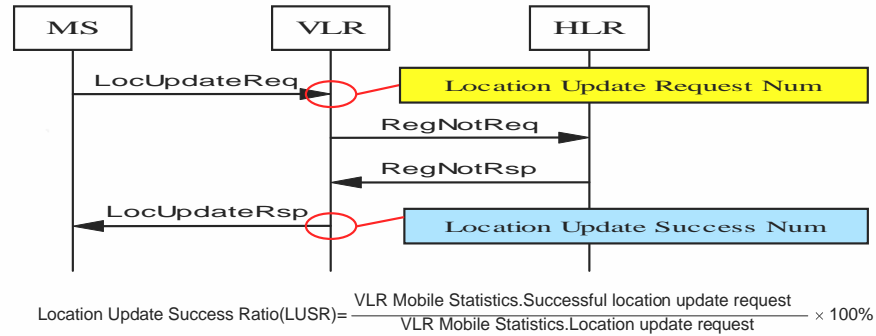 MS VLR HLR
LocUpdateReq
Location Update Request Num
RegNotReq
RegNotRsp
LocUpdateRsp
Location Update Success Num
VLR Mobile Statistics.Successful location update request
Location Update Success Ratio(LUSR)= × 100%
VLR Mobile Statistics.Location update request